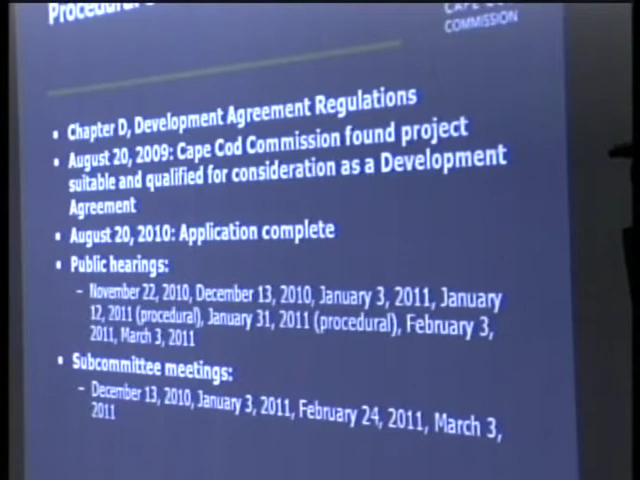 Procedural
COMMISSION
• Chapter D, Development Agreement Regulations
• August 20, 2009: Cape Cod Commission found project
suitable and qualified for consideration as a Development
Agreement
• August 20, 2010: Application complete
• Public hearings:
– November 22, 2010, December 13, 2010, January 3, 2011, January
12, 2011 (procedural), January 31, 2011 (procedural), February 3,
2011, March 3, 2011
• Subcommittee meetings:
– December 13, 2010, January 3, 2011, February 24, 2011, March 3,
2011